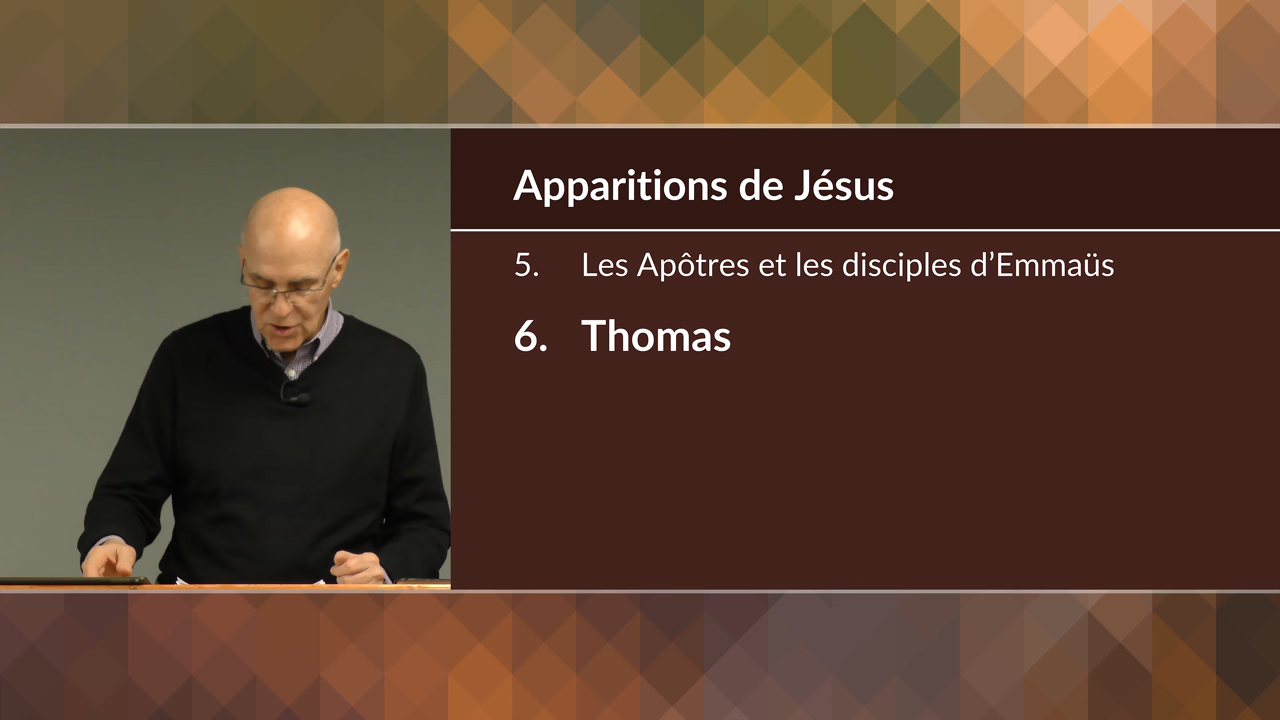 Apparitions de Jésus
5. Les Apôtres et les disciples d’Emmaüs
6. Thomas